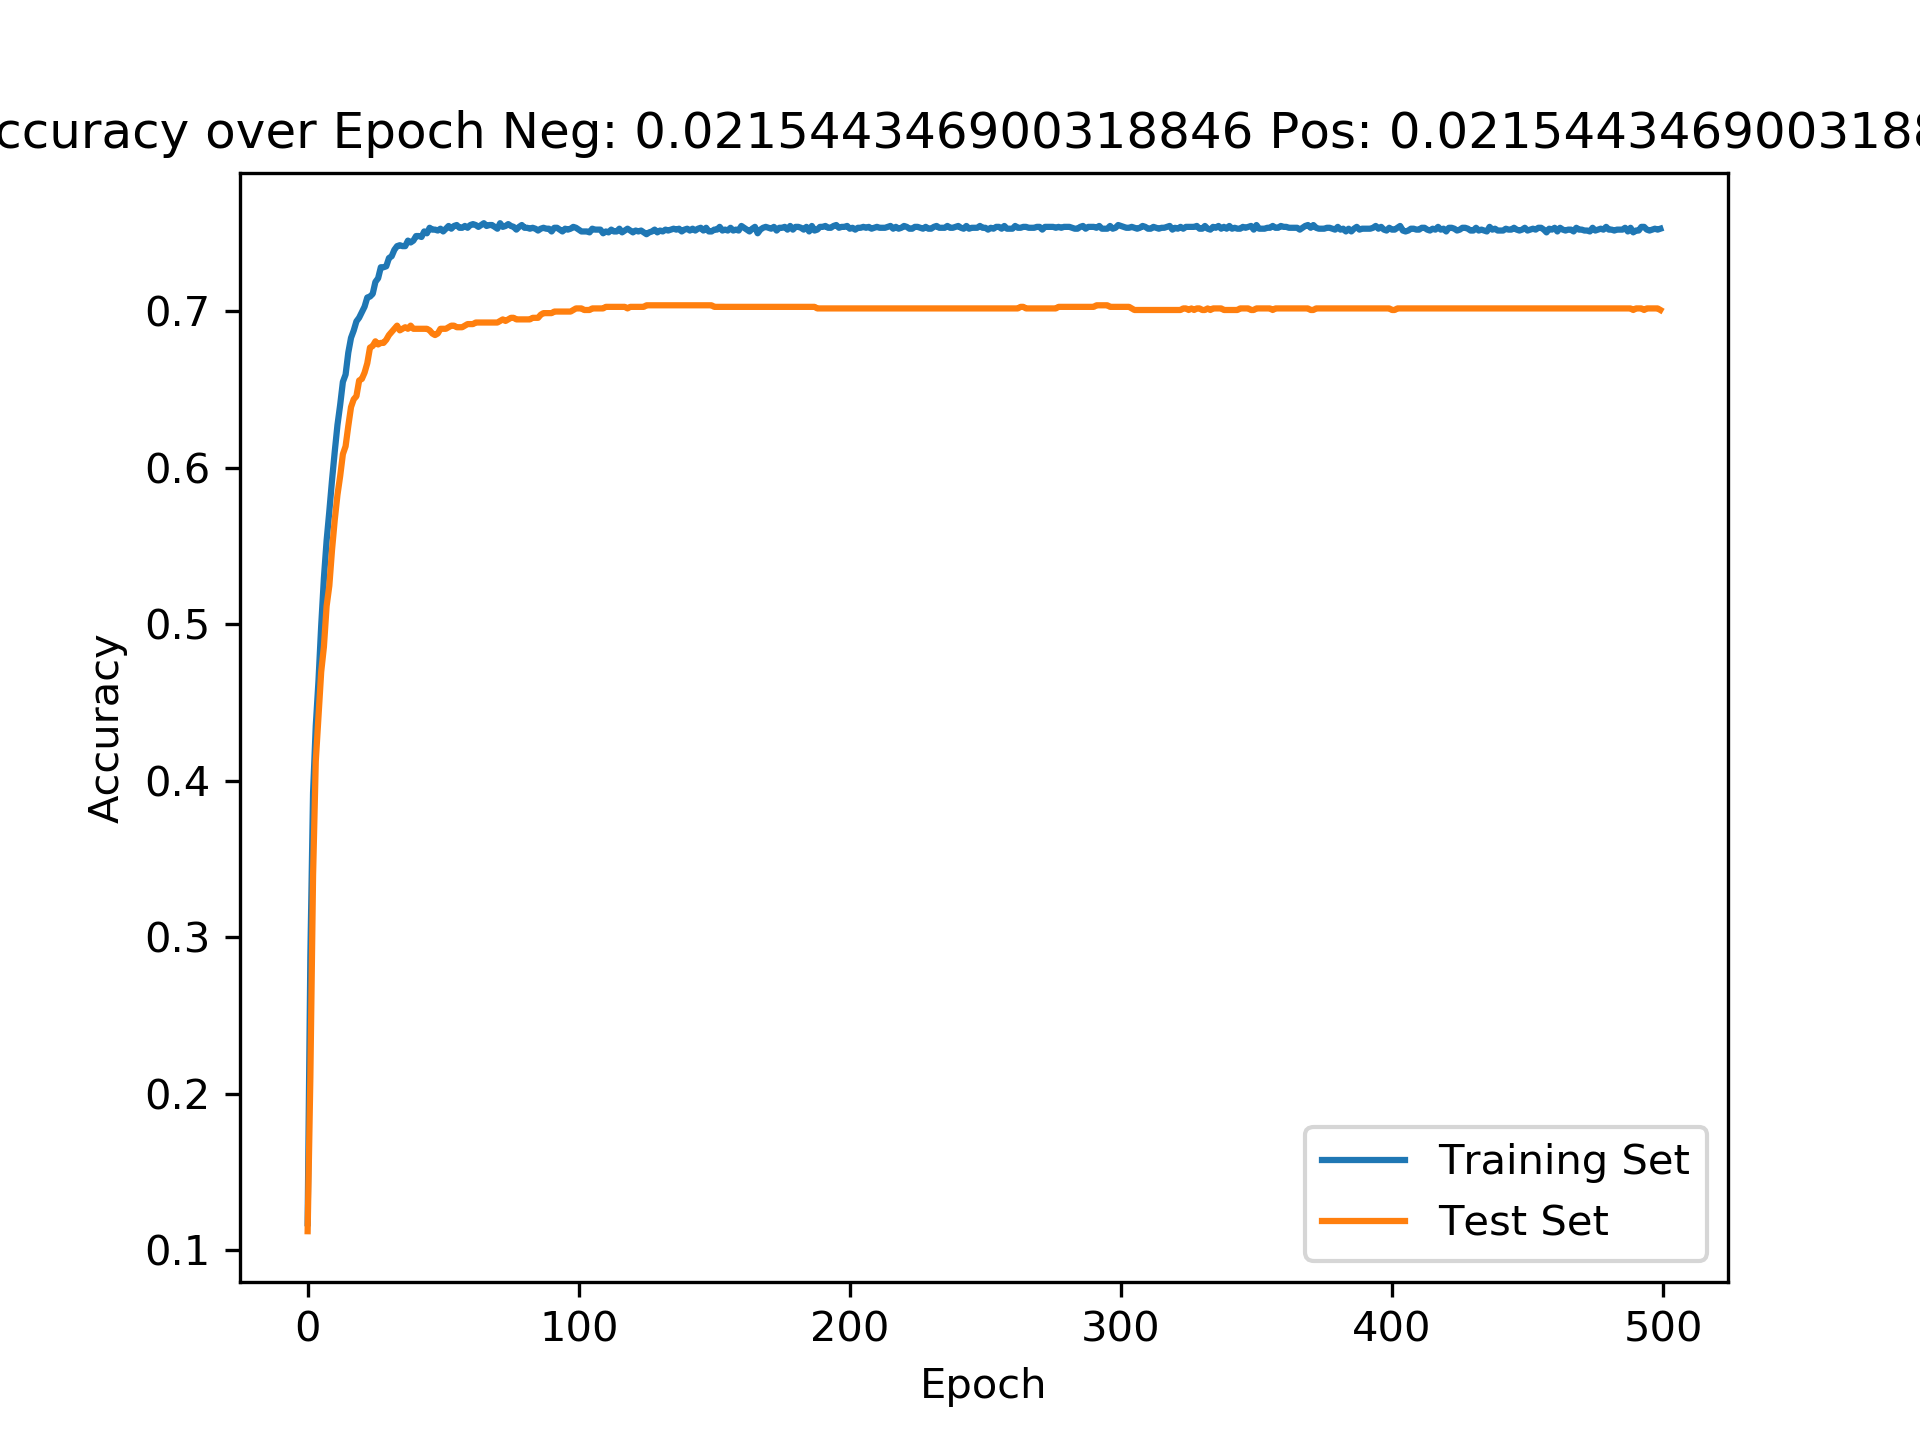 ccuracy over Epoch Neg: 0.021544346900318846 Pos: 0.0215443469003188
0.7
0.6
0.5
0.4
0.3
0.2
0.1
Accuracy
Training Set
Test Set
0 100 200 300 400 500
Epoch